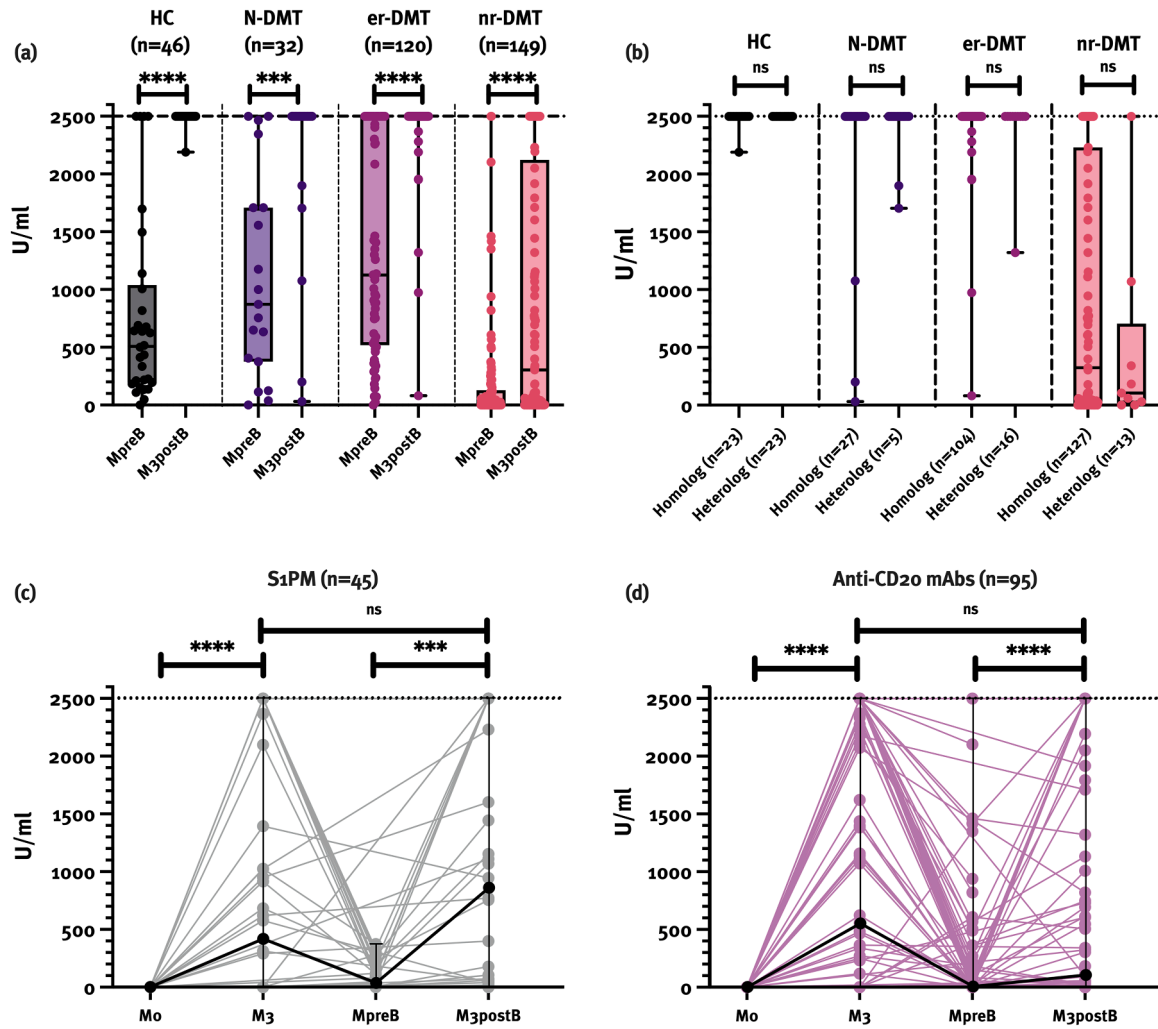 (a)
HC
(n=46)
N-DMT
(n=32)
er-DMT
(n=120)
nr-DMT
(n=149)
****
***
****
****
U/ml
2500
2000
1500
1000
500
0
MpreB
M3postB
MpreB
M3postB
MpreB
M3postB
MpreB
M3postB
(b)
HC
N-DMT
er-DMT
nr-DMT
ns
ns
ns
ns
U/ml
2500
2000
1500
1000
500
0
Homolog (n=23)
Heterolog (n=23)
Homolog (n=27)
Heterolog (n=5)
Homolog (n=104)
Heterolog (n=16)
Homolog (n=127)
Heterolog (n=13)
(c)
S1PM (n=45)
ns
****
***
U/ml
2500
2000
1500
1000
500
0
M0
M3
MpreB
M3postB
(d)
Anti-CD20 mAbs (n=95)
ns
****
****
U/ml
2500
2000
1500
1000
500
0
M0
M3
MpreB
M3postB